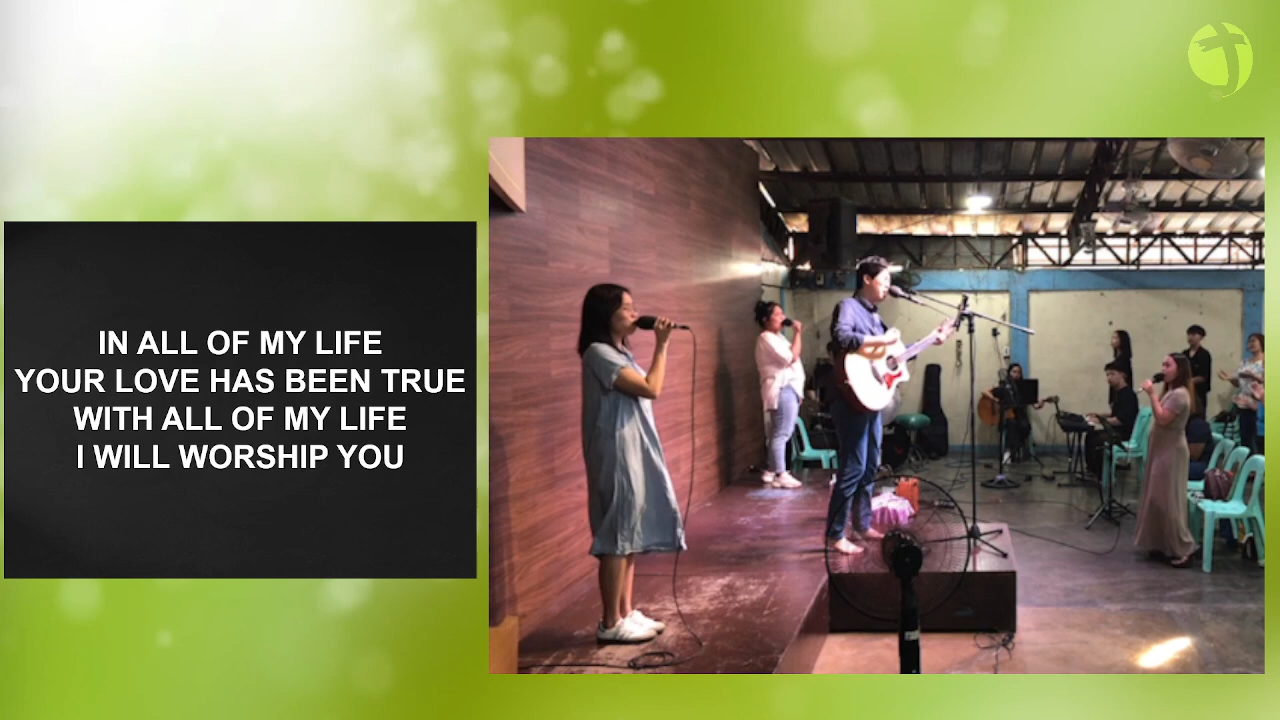 IN ALL OF MY LIFE
YOUR LOVE HAS BEEN TRUE
WITH ALL OF MY LIFE
I WILL WORSHIP YOU